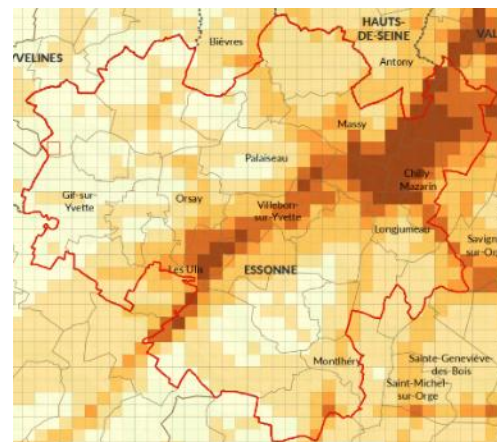 HAUTS-
DE-SEINE
VAL
Bièvres
YVELINES
Antony
Massy
Palaiseau
Chilly
Mazarin
Gif-sur
Yvette
Orsay
Villebon
sur-Yvette
Longjumeau
Savign
sur-Or
Les Ulis
ESSONNE
Montlhéry
Sainte-Geneviève
des-Bois
Saint-Michel
sur-Orge